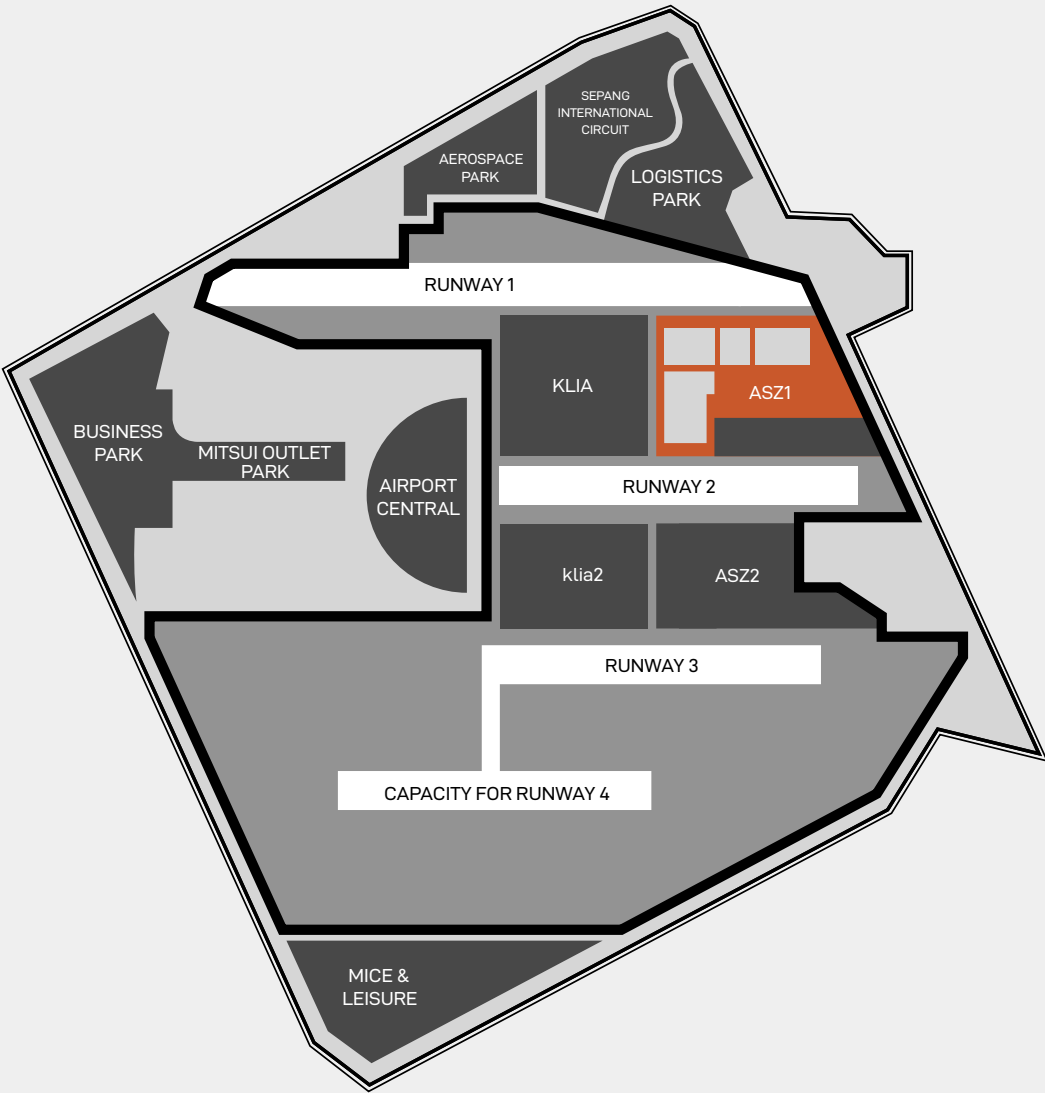 SEPANG
INTERNATIONAL
CIRCUIT
AEROSPACE
PARK
LOGISTICS
PARK
RUNWAY 1
KLIA
ASZ1
BUSINESS
PARK
MITSUI OUTLET
PARK
AIRPORT
CENTRAL
RUNWAY 2
klia2
ASZ2
RUNWAY 3
CAPACITY FOR RUNWAY 4
MICE &
LEISURE